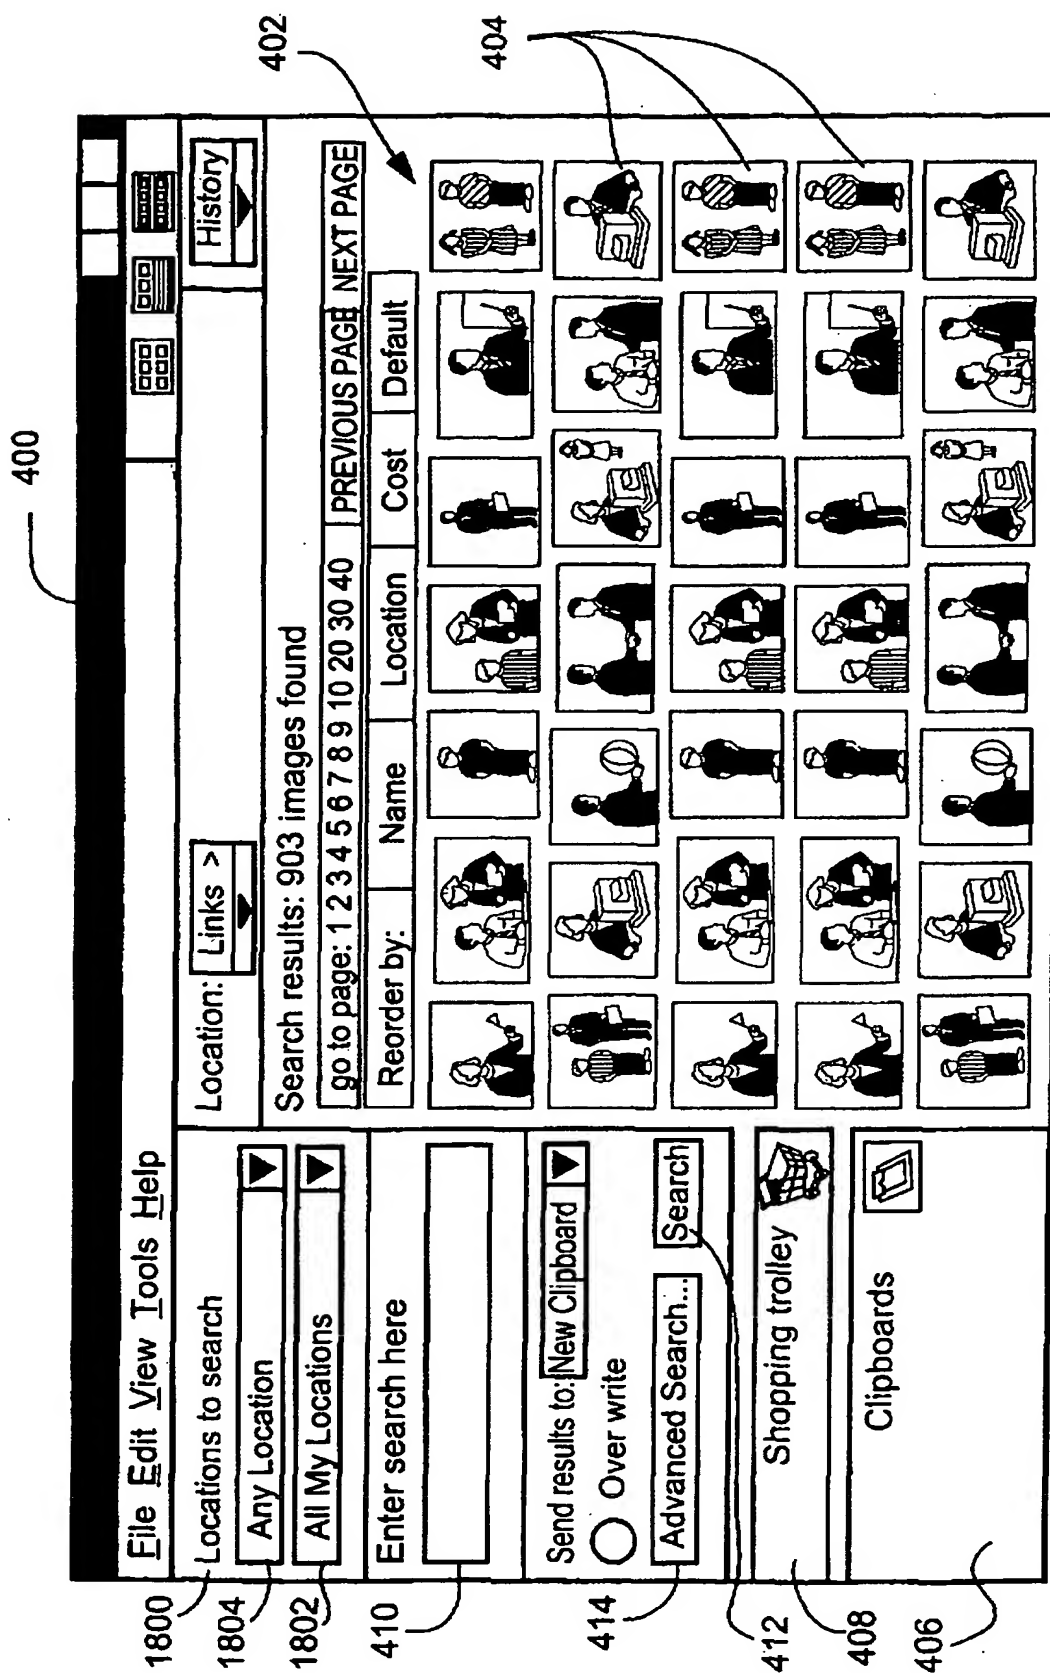 400
File Edit View Tools Help
1800
Locations to search
1804
Any Location
1802
All My Locations
410
Enter search here
Send results to: New Clipboard
Over write
414
Advanced Search...
Search
412
408
Shopping trolley
406
Clipboards
Location: Links >
History
Search results: 903 images found
go to page: 1 2 3 4 5 6 7 8 9 10 20 30 40 PREVIOUS PAGE NEXT PAGE
Reorder by: Name Location Cost Default
402
404